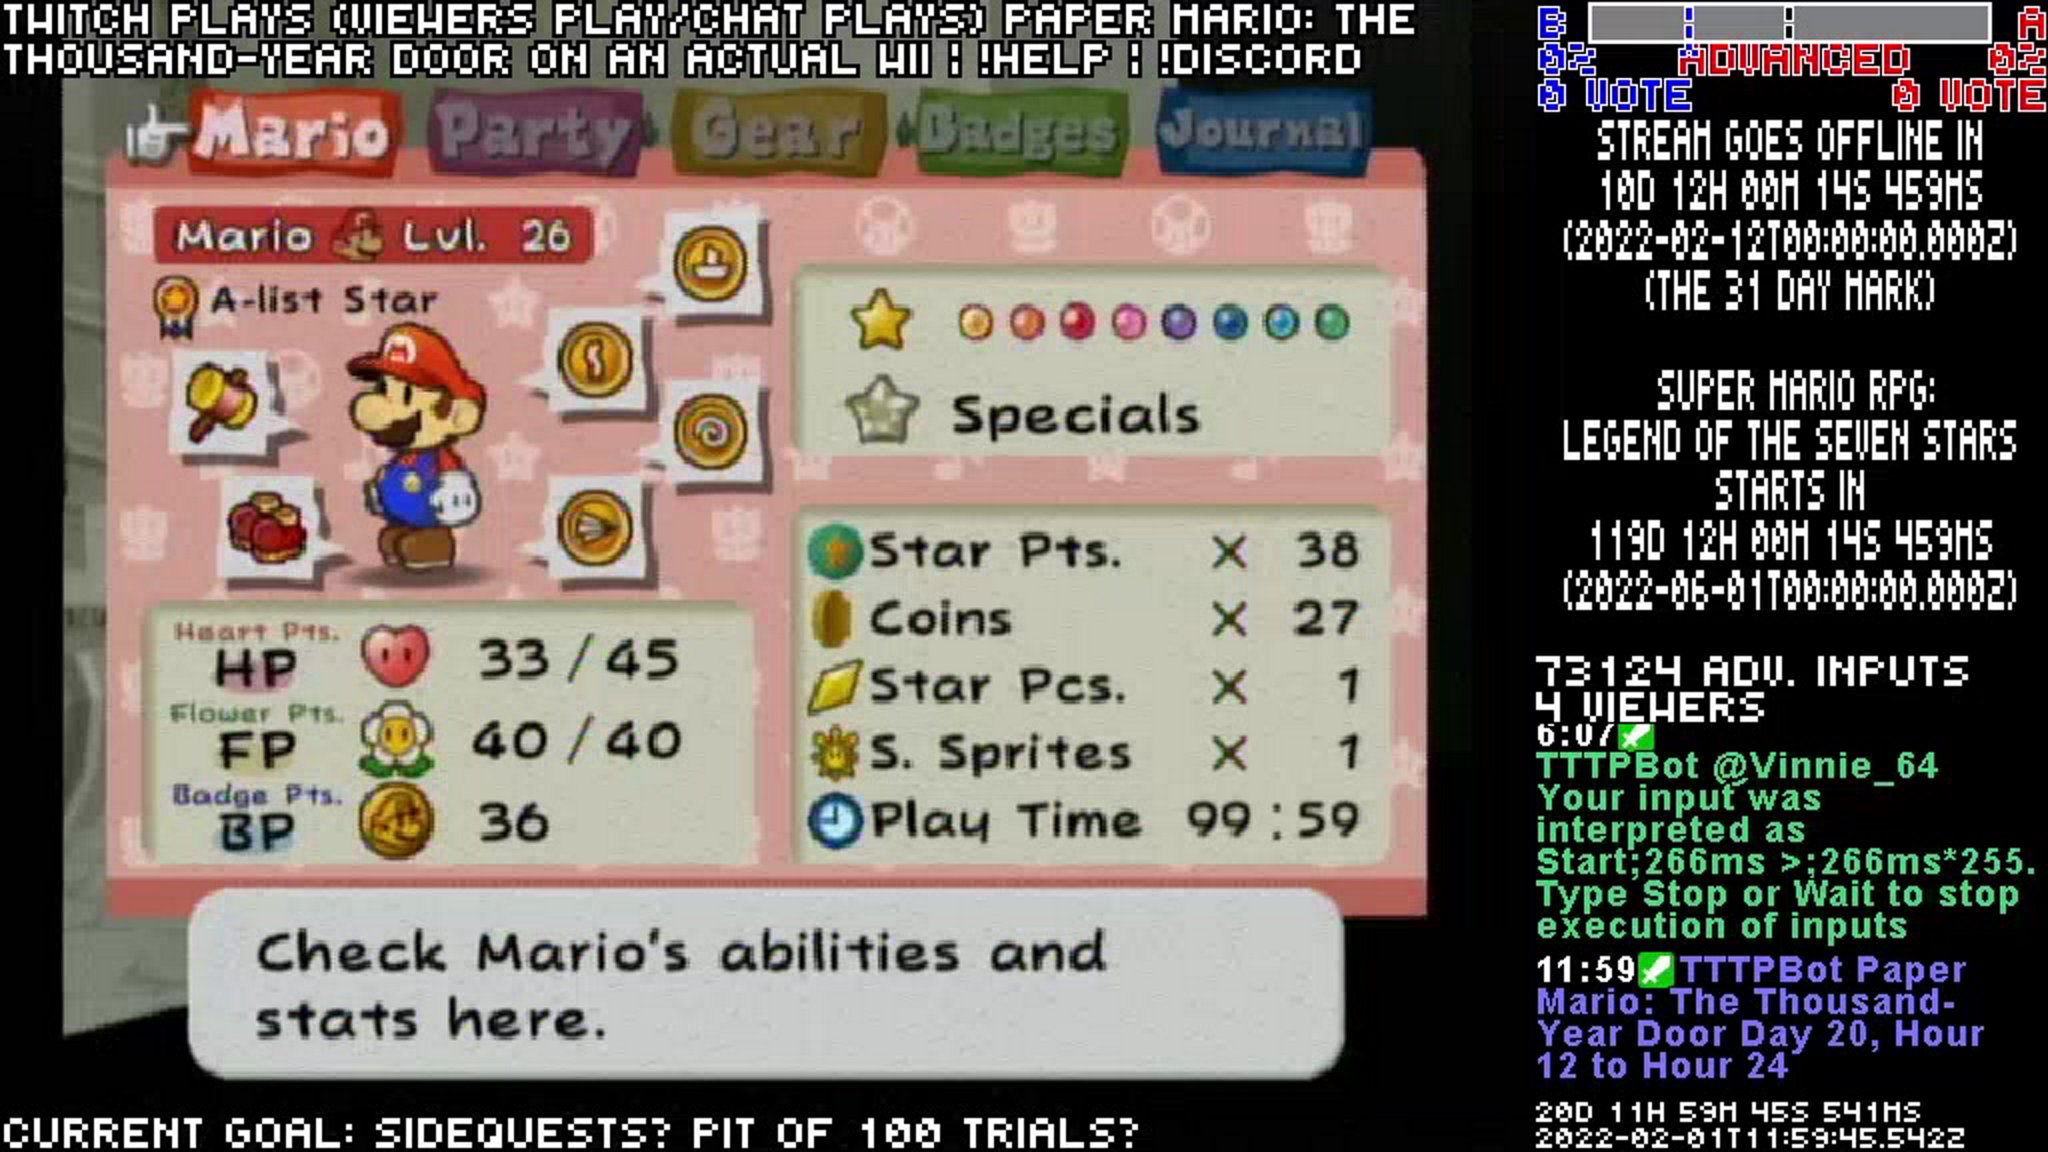 TWITCH PLAYS (VIEWERS PLAY/CHAT PLAYS) PAPER MARIO: THE
THOUSAND-YEAR DOOR ON AN ACTUAL WII | !HELP | !DISCORD
Mario Party Gear Badges Journal
Mario Lvl. 26
A-list Star
Specials
Heart Pts.
HP 33 / 45
Flower Pts.
FP 40 / 40
Badge Pts.
BP 36
Star Pts. × 38
Coins × 27
Star Pcs. × 1
S. Sprites × 1
Play Time 99:59
Check Mario's abilities and
stats here.
CURRENT GOAL: SIDEQUESTS? PIT OF 100 TRIALS?
B A
0% ADVANCED 0%
0 VOTE 0 VOTE
STREAM GOES OFFLINE IN
10D 12H 00M 14S 459MS
(2022-02-12T00:00:00.000Z)
(THE 31 DAY MARK)
SUPER MARIO RPG:
LEGEND OF THE SEVEN STARS
STARTS IN
119D 12H 00M 14S 459MS
(2022-06-01T00:00:00.000Z)
73124 ADV. INPUTS
4 VIEWERS
6:07
TTTPBot @Vinnie_64
Your input was
interpreted as
Start;266ms >;266ms*255.
Type Stop or Wait to stop
execution of inputs
11:59 TTTPBot Paper
Mario: The Thousand-
Year Door Day 20, Hour
12 to Hour 24
20D 11H 59M 45S 541MS
2022-02-01T11:59:45.542Z